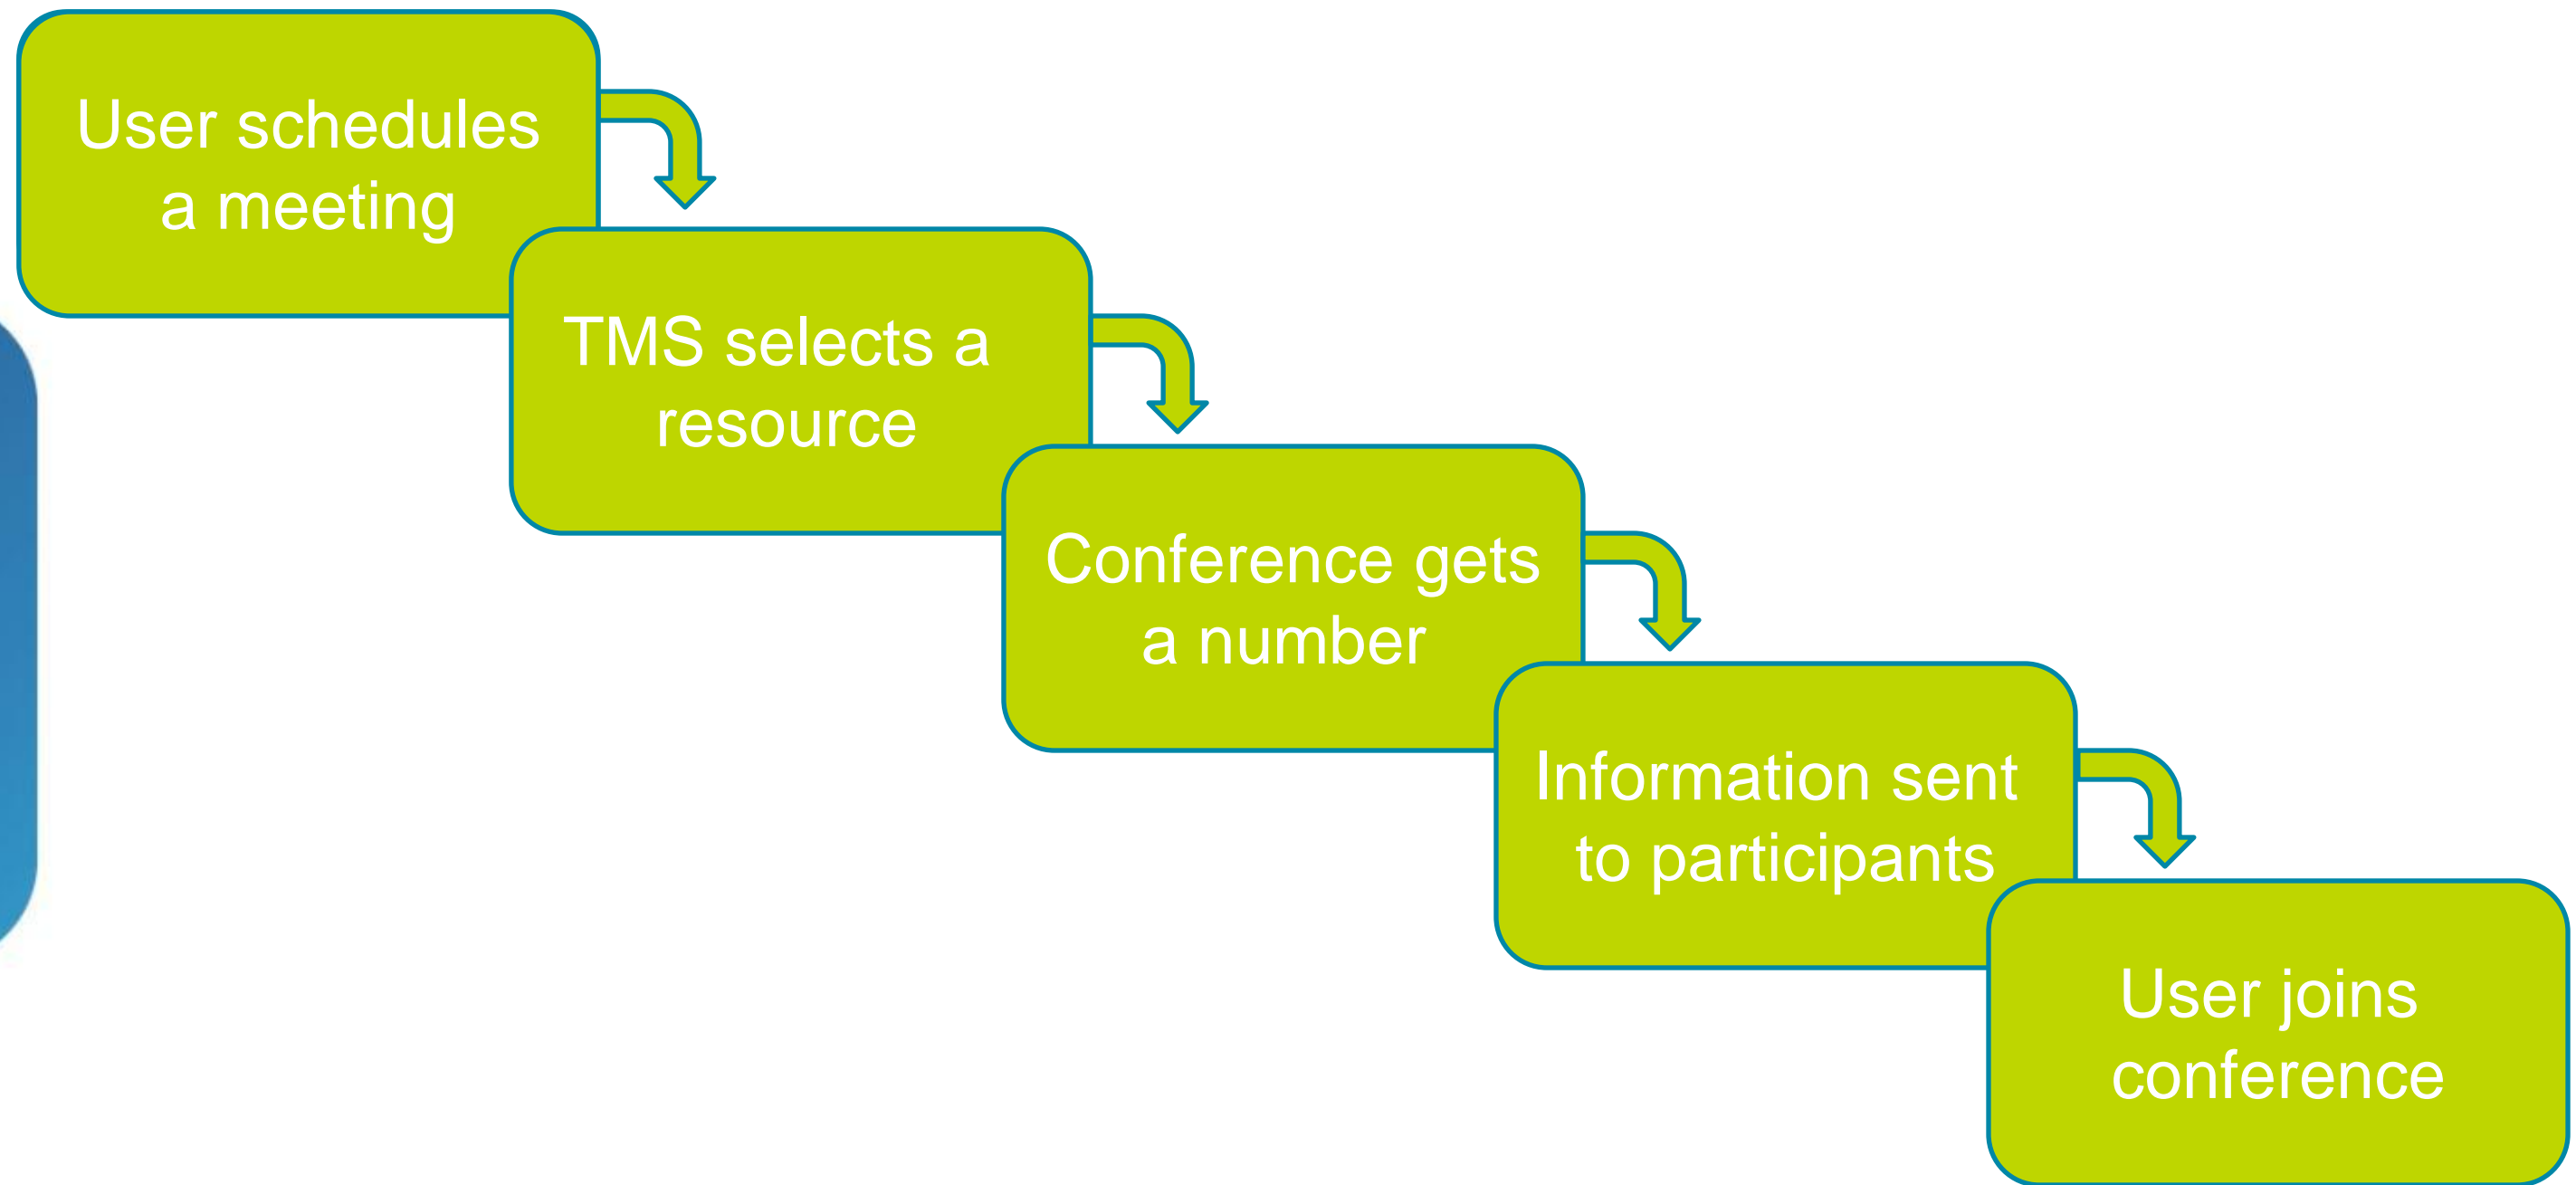 User schedules
a meeting
TMS selects a
resource
Conference gets
a number
Information sent
to participants
User joins
conference